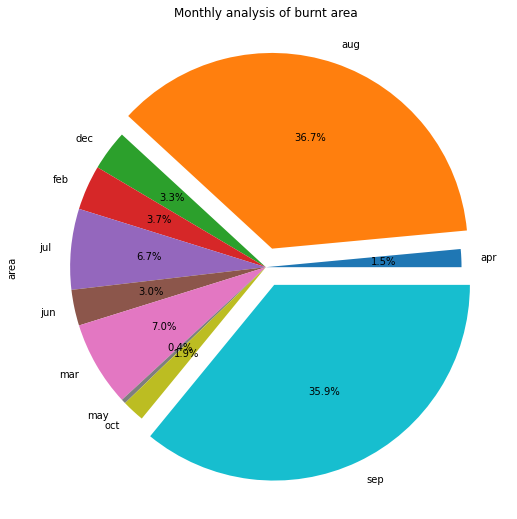 Monthly analysis of burnt area
aug
36.7%
dec
3.3%
feb
3.7%
jul
6.7%
apr
1.5%
area
jun
3.0%
mar
7.0%
may
0.4%
oct
1.9%
sep
35.9%